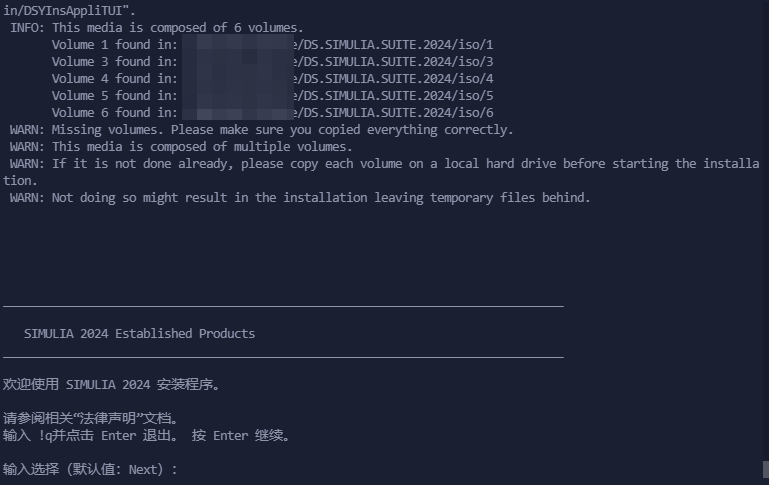 in/DSYInsAppliTUI".
INFO: This media is composed of 6 volumes.
Volume 1 found in: e/DS.SIMULIA.SUITE.2024/iso/1
Volume 3 found in: e/DS.SIMULIA.SUITE.2024/iso/3
Volume 4 found in: e/DS.SIMULIA.SUITE.2024/iso/4
Volume 5 found in: e/DS.SIMULIA.SUITE.2024/iso/5
Volume 6 found in: e/DS.SIMULIA.SUITE.2024/iso/6
WARN: Missing volumes. Please make sure you copied everything correctly.
WARN: This media is composed of multiple volumes.
WARN: If it is not done already, please copy each volume on a local hard drive before starting the installa
tion.
WARN: Not doing so might result in the installation leaving temporary files behind.
SIMULIA 2024 Established Products
欢迎使用 SIMULIA 2024 安装程序。
请参阅相关“法律声明”文档。
输入 !q并点击 Enter 退出。 按 Enter 继续。
输入选择（默认值: Next）: